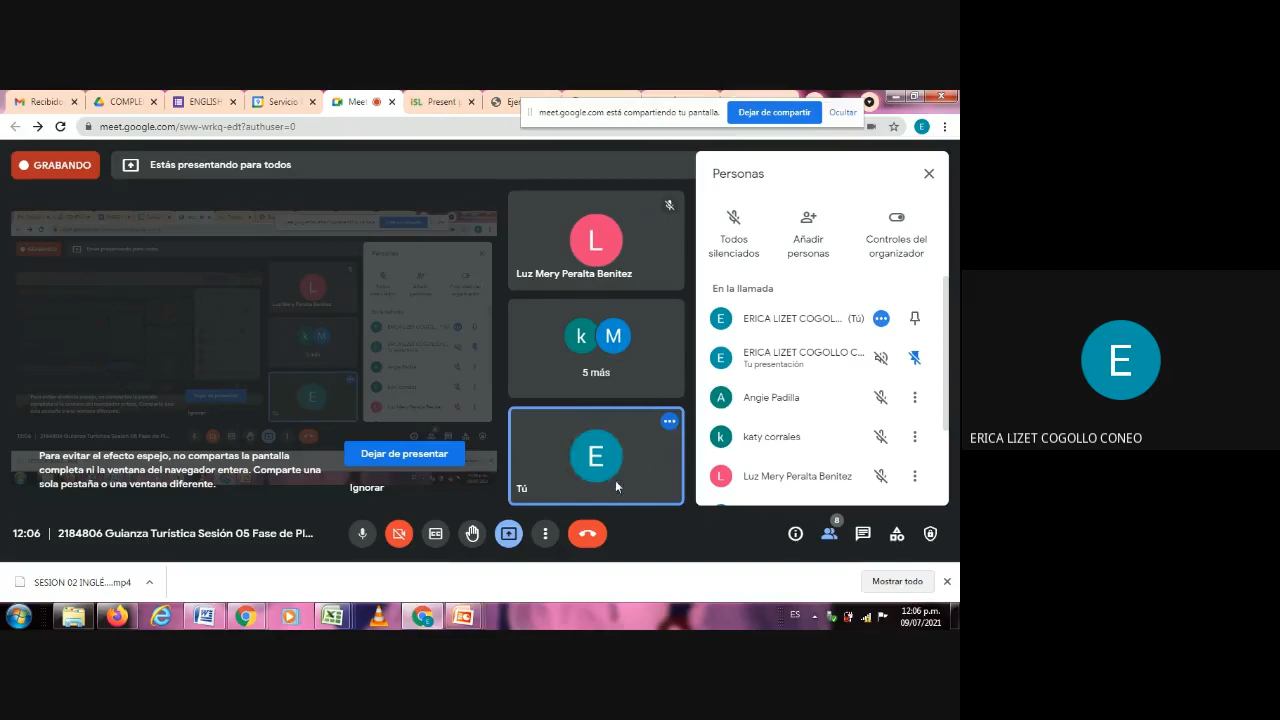 Recibido
COMPLE
ENGLISH
Servicio
Meet
ISL Present p
Eje
meet.google.com está compartiendo tu pantalla.
Dejar de compartir
Ocultar
meet.google.com/sww-wrkq-edt?authuser=0
E
GRABANDO
Estás presentando para todos
L
Luz Mery Peralta Benitez
k M
5 más
E
Tú
Para evitar el efecto espejo, no compartas la pantalla
completa ni la ventana del navegador entera. Comparte una
sola pestaña o una ventana diferente.
Dejar de presentar
Ignorar
Personas
Todos
silenciados
Añadir
personas
Controles del
organizador
En la llamada
E ERICA LIZET COGOL... (Tú)
E ERICA LIZET COGOLLO C...
Tu presentación
A Angie Padilla
k katy corrales
L Luz Mery Peralta Benitez
12:06
2184806 Guianza Turística Sesión 05 Fase de Pl...
8
SESION 02 INGLÉ....mp4
Mostrar todo
ES
12:06 p.m.
09/07/2021
E
ERICA LIZET COGOLLO CONEO